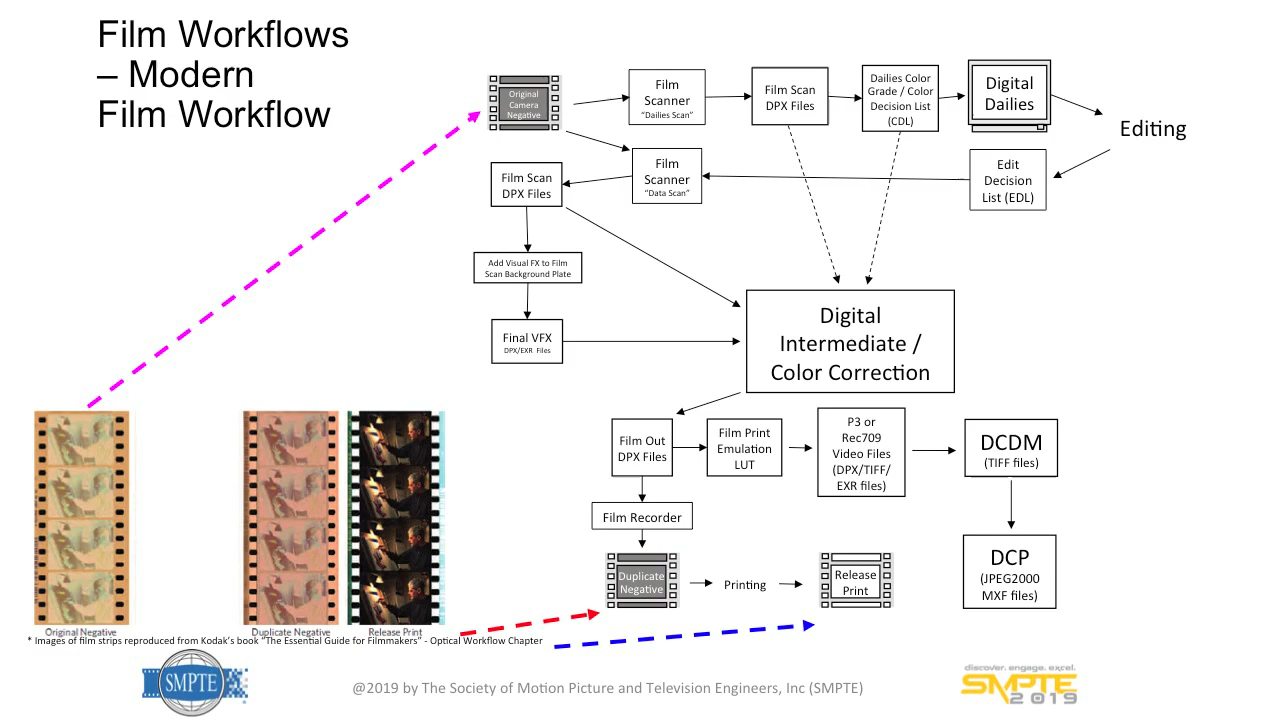 Film Workflows
– Modern
Film Workflow
Original
Camera
Negative
Film
Scanner
“Dailies Scan”
Film Scan
DPX Files
Dailies Color
Grade / Color
Decision List
(CDL)
Digital
Dailies
Editing
Film Scan
DPX Files
Film
Scanner
“Data Scan”
Edit
Decision
List (EDL)
Add Visual FX to Film
Scan Background Plate
Final VFX
DPX/EXR Files
Digital
Intermediate /
Color Correction
Film Out
DPX Files
Film Print
Emulation
LUT
P3 or
Rec709
Video Files
(DPX/TIFF/
EXR files)
DCDM
(TIFF files)
Film Recorder
Duplicate
Negative
Printing
Release
Print
DCP
(JPEG2000
MXF files)
Original Negative
Duplicate Negative
Release Print
* Images of film strips reproduced from Kodak's book “The Essential Guide for Filmmakers” - Optical Workflow Chapter
SMPTE
@2019 by The Society of Motion Picture and Television Engineers, Inc (SMPTE)
discover. engage. excel.
SMPTE
2019